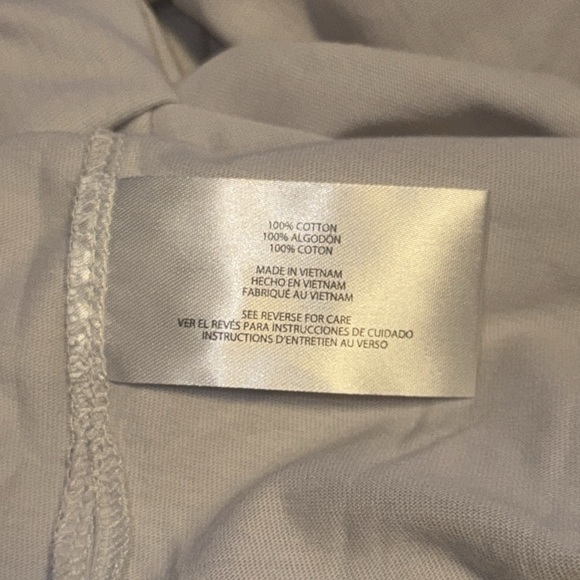 100% COTTON
100% ALGODÓN
100% COTON
MADE IN VIETNAM
HECHO EN VIETNAM
FABRIQUÉ AU VIETNAM
SEE REVERSE FOR CARE
VER EL REVÉS PARA INSTRUCCIONES DE CUIDADO
INSTRUCTIONS D'ENTRETIEN AU VERSO